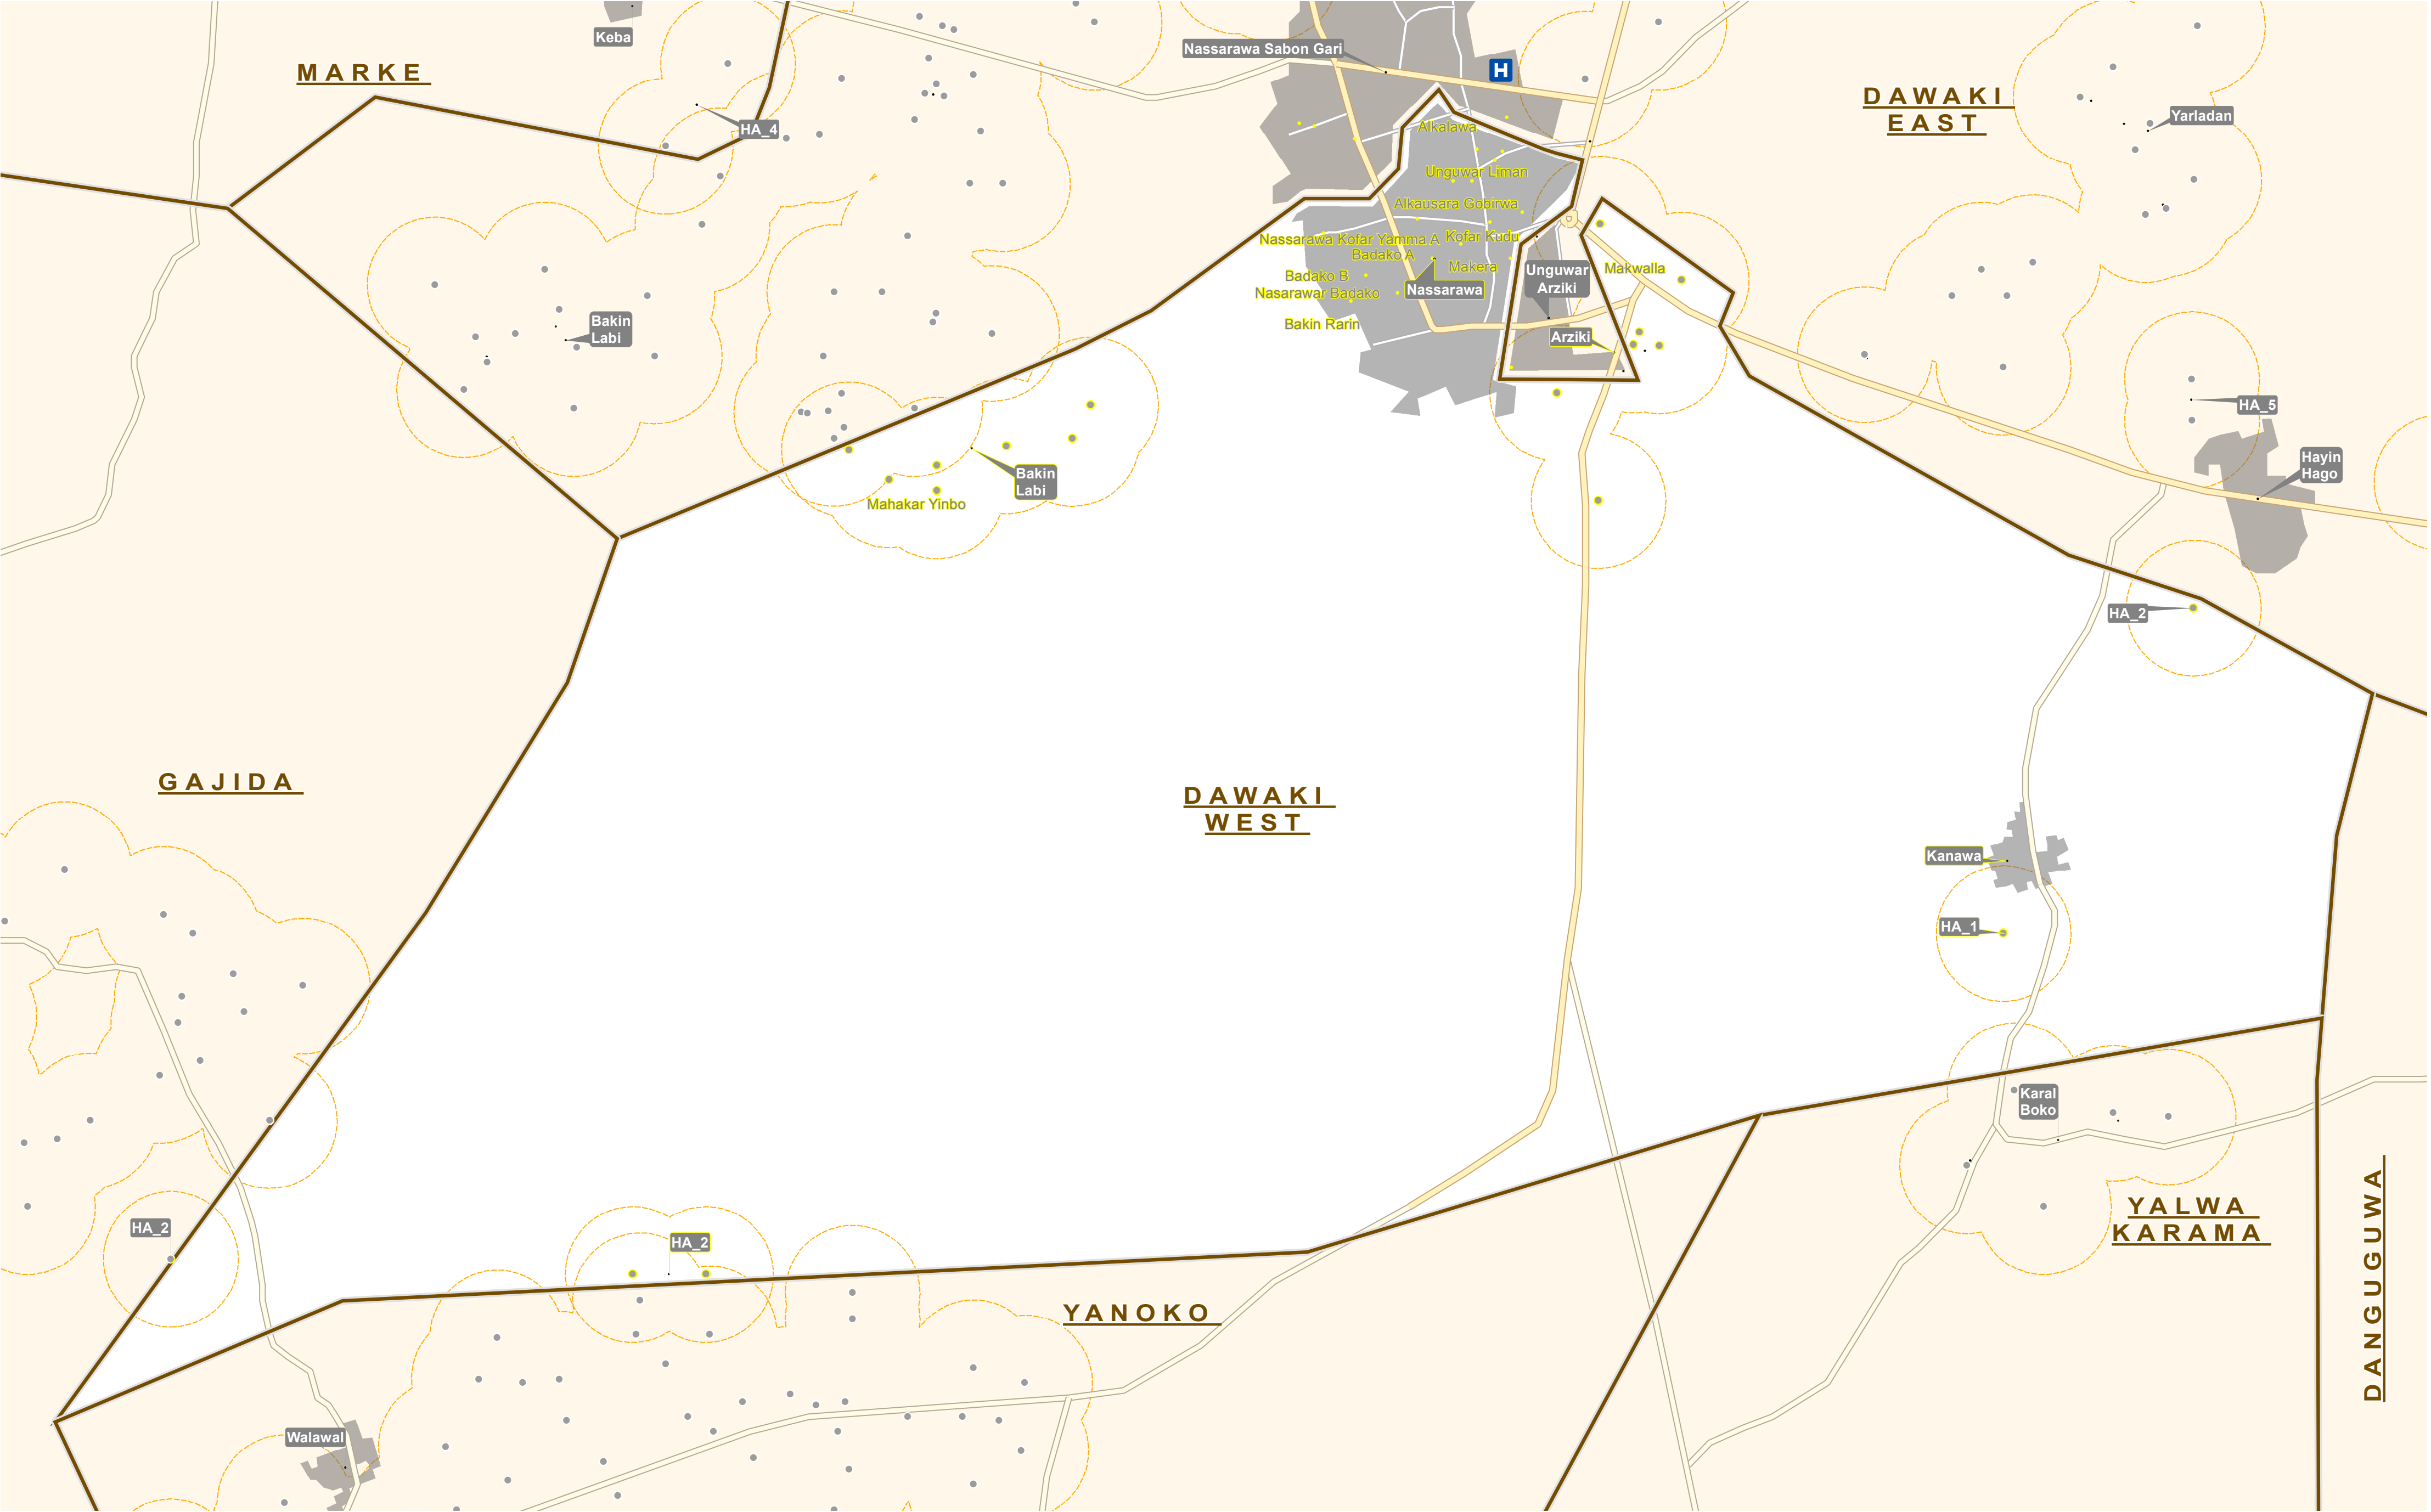 Keba
Nassarawa Sabon Gari
H
MARKE
DAWAKI
EAST
Yarladan
HA_4
Alkalawa
Unguwar Liman
Alkausara Gobirwa
Nassarawa Kofar Yamma A
Kofar Kudu
Badako A
Makera
Makwalla
Badako B
Nasarawar Badako
Nassarawa
Unguwar
Arziki
Bakin Rarin
Arziki
Bakin
Labi
HA_5
Hayin
Hago
Bakin
Labi
Mahakar Yinbo
HA_2
GAJIDA
DAWAKI
WEST
Kanawa
HA_1
Karal
Boko
HA_2
HA_2
YALWA
KARAMA
DANGUGUWA
YANOKO
Walawal